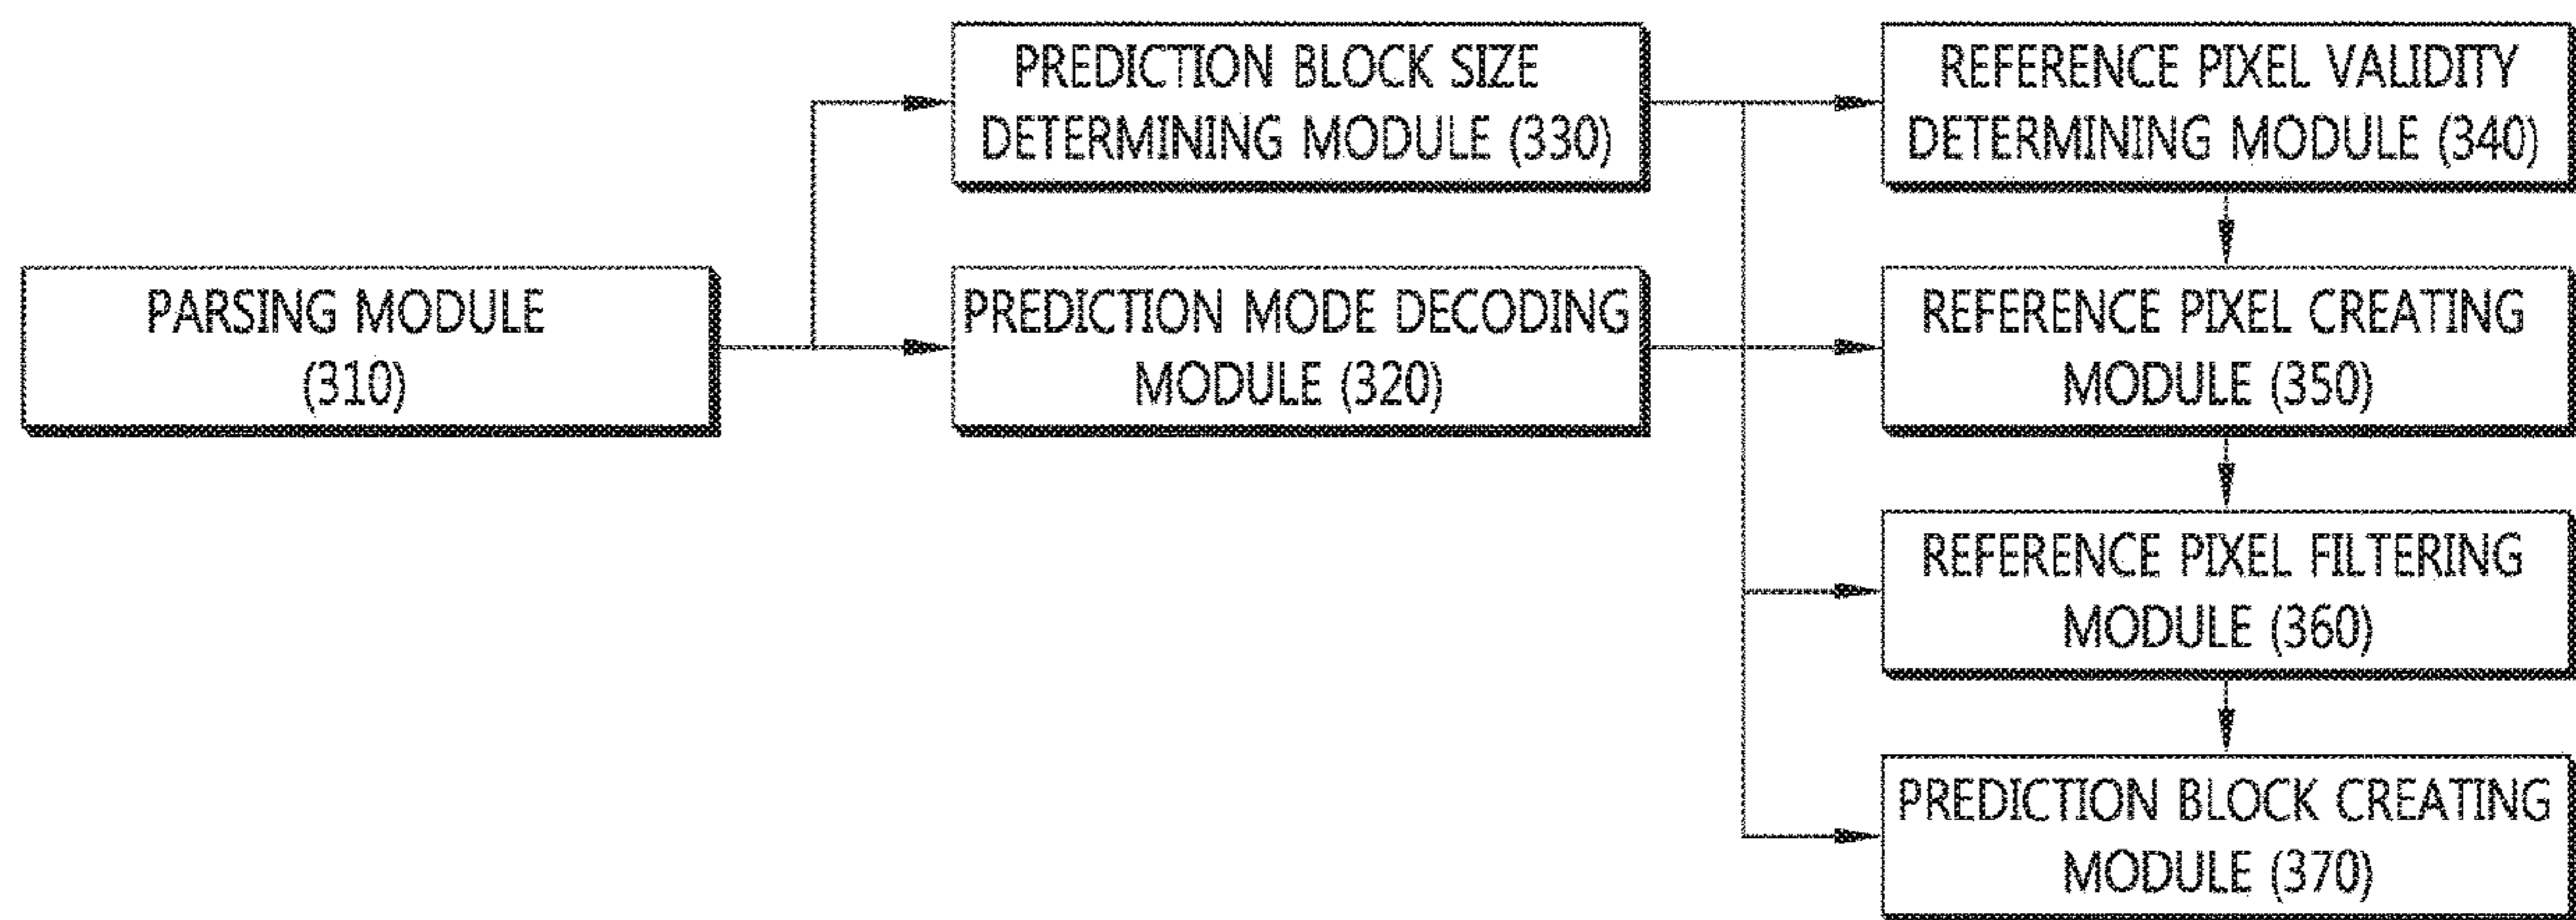 PREDICTION BLOCK SIZE
DETERMINING MODULE (330)
REFERENCE PIXEL VALIDITY
DETERMINING MODULE (340)
PARSING MODULE
(310)
PREDICTION MODE DECODING
MODULE (320)
REFERENCE PIXEL CREATING
MODULE (350)
REFERENCE PIXEL FILTERING
MODULE (360)
PREDICTION BLOCK CREATING
MODULE (370)